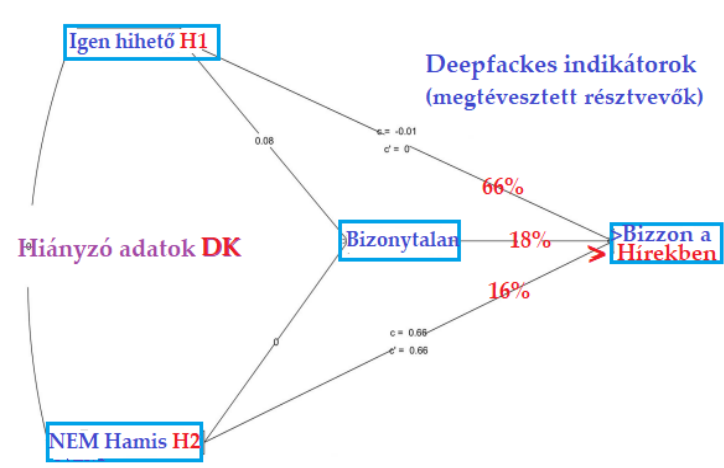 Igen hihető H1
Deepfackes indikátorok
(megtévesztett résztvevők)
c = -0.01
c' = 0
0.08
66%
Hiányzó adatok DK
Bizonytalan
18%
>Bizzon a
> Hírekben
16%
c = 0.66
c' = 0.66
0
NEM Hamis H2